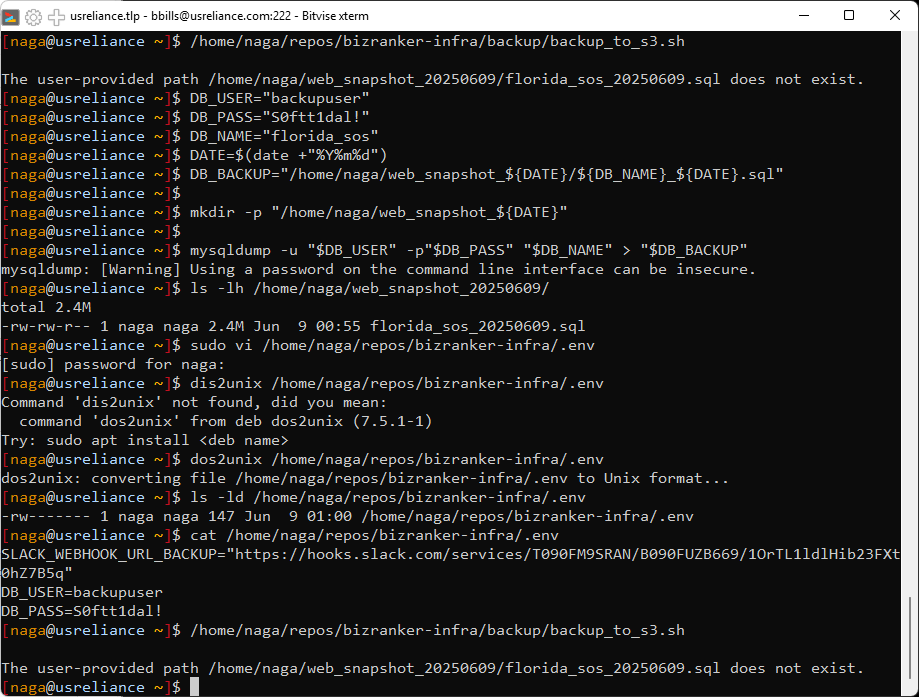 usreliance.tlp - bbills@usreliance.com:222 - Bitvise xterm
[naga@usreliance ~]$ /home/naga/repos/bizranker-infra/backup/backup_to_s3.sh
The user-provided path /home/naga/web_snapshot_20250609/florida_sos_20250609.sql does not exist.
[naga@usreliance ~]$ DB_USER="backupuser"
[naga@usreliance ~]$ DB_PASS="S0ftt1dal!"
[naga@usreliance ~]$ DB_NAME="florida_sos"
[naga@usreliance ~]$ DATE=$(date +"%Y%m%d")
[naga@usreliance ~]$ DB_BACKUP="/home/naga/web_snapshot_${DATE}/${DB_NAME}_${DATE}.sql"
[naga@usreliance ~]$
[naga@usreliance ~]$ mkdir -p "/home/naga/web_snapshot_${DATE}"
[naga@usreliance ~]$
[naga@usreliance ~]$ mysqldump -u "$DB_USER" -p"$DB_PASS" "$DB_NAME" > "$DB_BACKUP"
mysqldump: [Warning] Using a password on the command line interface can be insecure.
[naga@usreliance ~]$ ls -lh /home/naga/web_snapshot_20250609/
total 2.4M
-rw-rw-r-- 1 naga naga 2.4M Jun  9 00:55 florida_sos_20250609.sql
[naga@usreliance ~]$ sudo vi /home/naga/repos/bizranker-infra/.env
[sudo] password for naga:
[naga@usreliance ~]$ dis2unix /home/naga/repos/bizranker-infra/.env
Command 'dis2unix' not found, did you mean:
  command 'dos2unix' from deb dos2unix (7.5.1-1)
Try: sudo apt install <deb name>
[naga@usreliance ~]$ dos2unix /home/naga/repos/bizranker-infra/.env
dos2unix: converting file /home/naga/repos/bizranker-infra/.env to Unix format...
[naga@usreliance ~]$ ls -ld /home/naga/repos/bizranker-infra/.env
-rw------- 1 naga naga 147 Jun  9 01:00 /home/naga/repos/bizranker-infra/.env
[naga@usreliance ~]$ cat /home/naga/repos/bizranker-infra/.env
SLACK_WEBHOOK_URL_BACKUP="https://hooks.slack.com/services/T090FM9SRAN/B090FUZB669/1OrTL1ldlHib23FXt
0hZ7B5q"
DB_USER=backupuser
DB_PASS=S0ftt1dal!
[naga@usreliance ~]$ /home/naga/repos/bizranker-infra/backup/backup_to_s3.sh
The user-provided path /home/naga/web_snapshot_20250609/florida_sos_20250609.sql does not exist.
[naga@usreliance ~]$